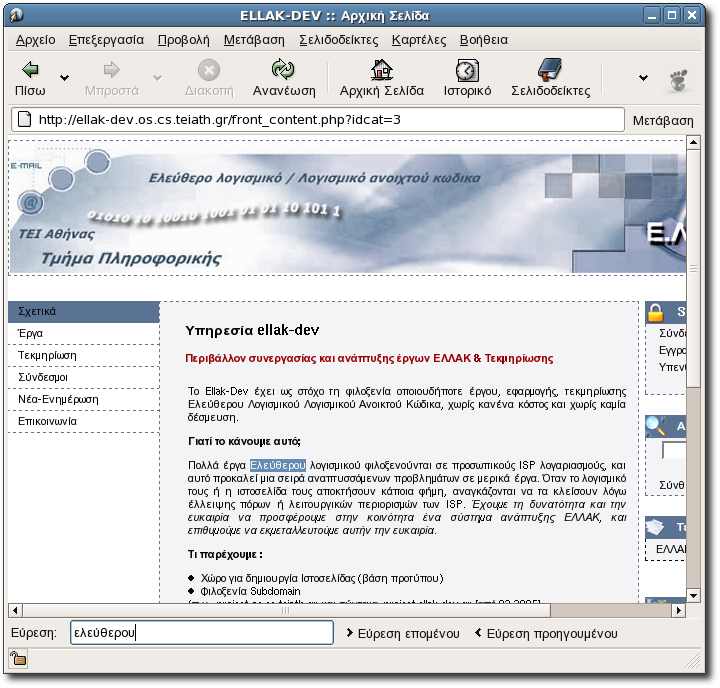 ELLAK-DEV :: Αρχική Σελίδα
Αρχείο Επεξεργασία Προβολή Μετάβαση Σελιδοδείκτες Καρτέλες Βοήθεια
Πίσω Μπροστά Διακοπή Ανανέωση Αρχική Σελίδα Ιστορικό Σελιδοδείκτες
http://ellak-dev.os.cs.teiath.gr/front_content.php?idcat=3 Μετάβαση
E-MAIL
Ελεύθερο λογισμικό / Λογισμικό ανοιχτού κωδικα
@
01010 10 10010 1001 01 01 10 101 1
ΤΕΙ Αθήνας
Τμήμα Πληροφορικής
Ε.Λ
Σχετικά
Έργα
Τεκμηρίωση
Σύνδεσμοι
Νέα-Ενημέρωση
Επικοινωνία
Υπηρεσία ellak-dev
Περιβάλλον συνεργασίας και ανάπτυξης έργων ΕΛΛΑΚ & Τεκμηρίωσης
Το Ellak-Dev έχει ως στόχο τη φιλοξενία οποιουδήποτε έργου, εφαρμογής, τεκμηρίωσης
Ελεύθερου Λογισμικού Λογισμικού Ανοικτού Κώδικα, χωρίς κανένα κόστος και χωρίς καμία
δέσμευση.
Γιατί το κάνουμε αυτό;
Πολλά έργα Ελεύθερου λογισμικού φιλοξενούνται σε προσωπικούς ISP λογαριασμούς, και
αυτό προκαλεί μια σειρά αναπτυσσόμενων προβλημάτων σε μερικά έργα. Όταν το λογισμικό
τους ή η ιστοσελίδα τους αποκτήσουν κάποια φήμη, αναγκάζονται να τα κλείσουν λόγω
έλλειψης πόρων ή λειτουργικών περιορισμών των ISP. Έχουμε τη δυνατότητα και την
ευκαιρία να προσφέρουμε στην κοινότητα ένα σύστημα ανάπτυξης ΕΛΛΑΚ, και
επιθυμούμε να εκμεταλλευτούμε αυτήν την ευκαιρία.
Τι παρέχουμε :
Χώρο για δημιουργία Ιστοσελίδας (βάση προτύπου)
Φιλοξενία Subdomain
S
Σύνδε
Εγγρα
Υπεν
Α
Σύνθ
Τε
ΕΛΛΑΚ
Εύρεση: ελεύθερου Εύρεση επομένου Εύρεση προηγουμένου